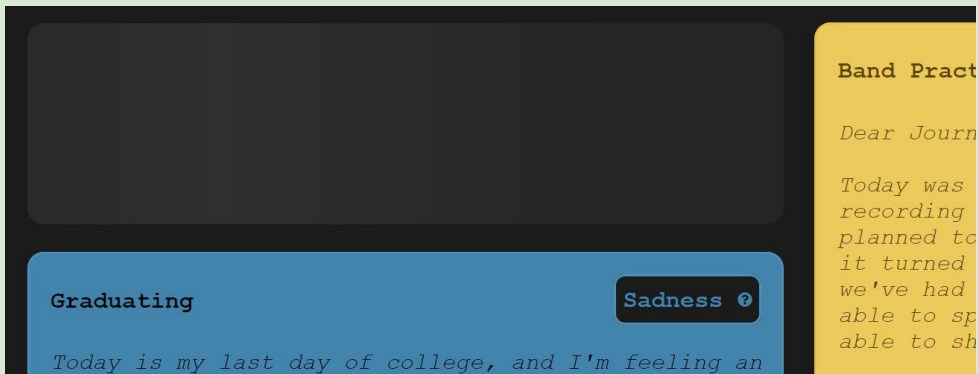 Graduating
Sadness
Today is my last day of college, and I'm feeling an
Band Pract
Dear Journ
Today was
recording
planned to
it turned
we've had
able to sp
able to sh